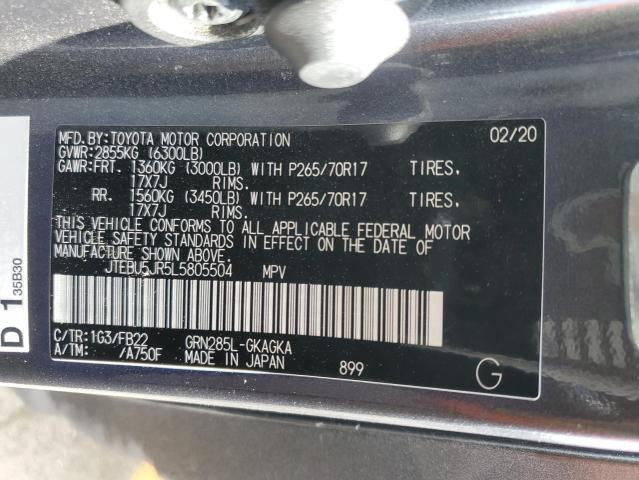 MFD.BY:TOYOTA MOTOR CORPORATION 02/20
GVWR:2855KG (6300LB)
GAWR:FRT. 1360KG (3000LB) WITH P265/70R17 TIRES.
17X7J RIMS.
RR. 1560KG (3450LB) WITH P265/70R17 TIRES.
17X7J RIMS.
THIS VEHICLE CONFORMS TO ALL APPLICABLE FEDERAL MOTOR
VEHICLE SAFETY STANDARDS IN EFFECT ON THE DATE OF
MANUFACTURE SHOWN ABOVE.
JTEBU5JR5L5805504 MPV
C/TR:1G3/FB22 GRN285L-GKAGKA
A/TM: /A750F MADE IN JAPAN 899
G
D 1 35B30